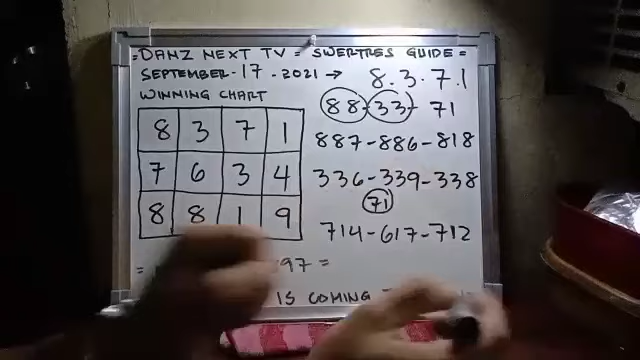 =DANZ NEXT TV = SWERTRES GUIDE =
SEPTEMBER-17-2021 → 8.3.7.1
WINNING CHART
88-33-71
8 3 7 1
887-886-818
7 6 3 4
336-339-338
71
8 8 1 9
714-617-712
= 97 =
IS COMING